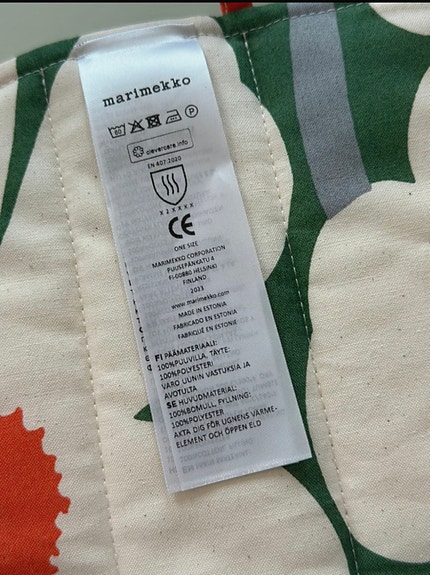 marimekko
60
P
clevercare.info
EN 407:2020
X2XXXX
CE
ONE SIZE
MARIMEKKO CORPORATION
PUUSEPÄNKATU 4
FI-00880 HELSINKI
FINLAND
2023
www.marimekko.com
MADE IN ESTONIA
FABRICADO EN ESTONIA
FABRIQUÉ EN ESTONIE
FI PÄÄMATERIAALI:
100%PUUVILLA, TÄYTE:
100%POLYESTERI
VARO UUNIN VASTUKSIA JA
AVOTULTA
SE HUVUDMATERIAL:
100%BOMULL, FYLLNING:
100%POLYESTER
AKTA DIG FÖR UGNENS VÄRME-
ELEMENT OCH ÖPPEN ELD